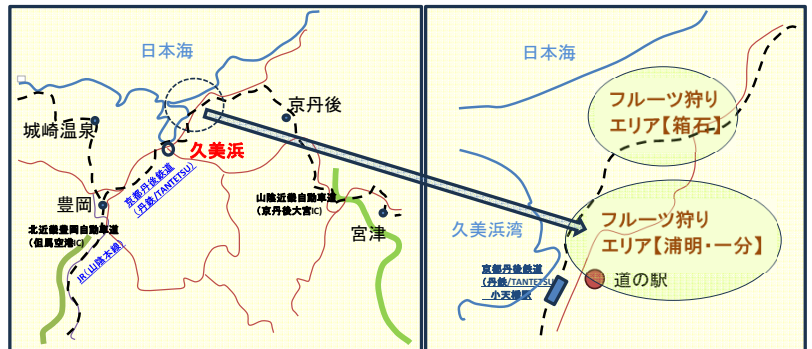 日本海
京丹後
城崎温泉
久美浜
京都丹後鉄道
(丹鉄/TANTETSU)
豊岡
山陰近畿自動車道
(京丹後大宮IC)
北近畿豊岡自動車道
(但馬空港IC)
宮津
JR(山陰本線)
日本海
フルーツ狩り
エリア【箱石】
フルーツ狩り
エリア【浦明・一分】
久美浜湾
京都丹後鉄道
(丹鉄/TANTETSU
小天橋駅
道の駅